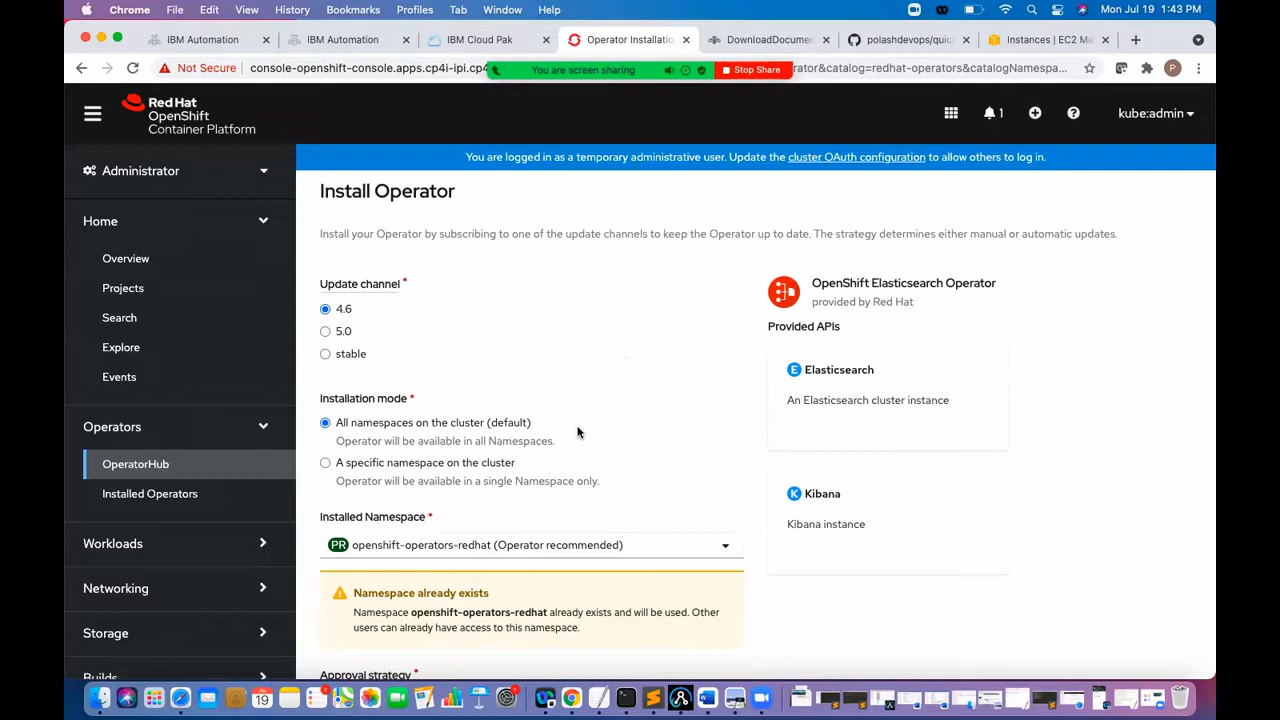 Chrome File Edit View History Bookmarks Profiles Tab Window Help Mon Jul 19 1:43 PM
IBM Automation × IBM Automation × IBM Cloud Pak × Operator Installatio × DownloadDocumen × polashdevops/quic × Instances | EC2 Ma × +
Not Secure console-openshift-console.apps.cp4i-ipi.cp4 You are screen sharing Stop Share rator&catalog=redhat-operators&catalogNamespa... P
Red Hat
OpenShift
Container Platform
1 kube:admin
You are logged in as a temporary administrative user. Update the cluster OAuth configuration to allow others to log in.
Administrator
Home
Overview
Projects
Search
Explore
Events
Operators
OperatorHub
Installed Operators
Workloads
Networking
Storage
Builds
Install Operator
Install your Operator by subscribing to one of the update channels to keep the Operator up to date. The strategy determines either manual or automatic updates.
Update channel *
4.6
5.0
stable
Installation mode *
All namespaces on the cluster (default)
Operator will be available in all Namespaces.
A specific namespace on the cluster
Operator will be available in a single Namespace only.
Installed Namespace *
PR openshift-operators-redhat (Operator recommended)
Namespace already exists
Namespace openshift-operators-redhat already exists and will be used. Other
users can already have access to this namespace.
Approval strategy *
OpenShift Elasticsearch Operator
provided by Red Hat
Provided APIs
E Elasticsearch
An Elasticsearch cluster instance
K Kibana
Kibana instance